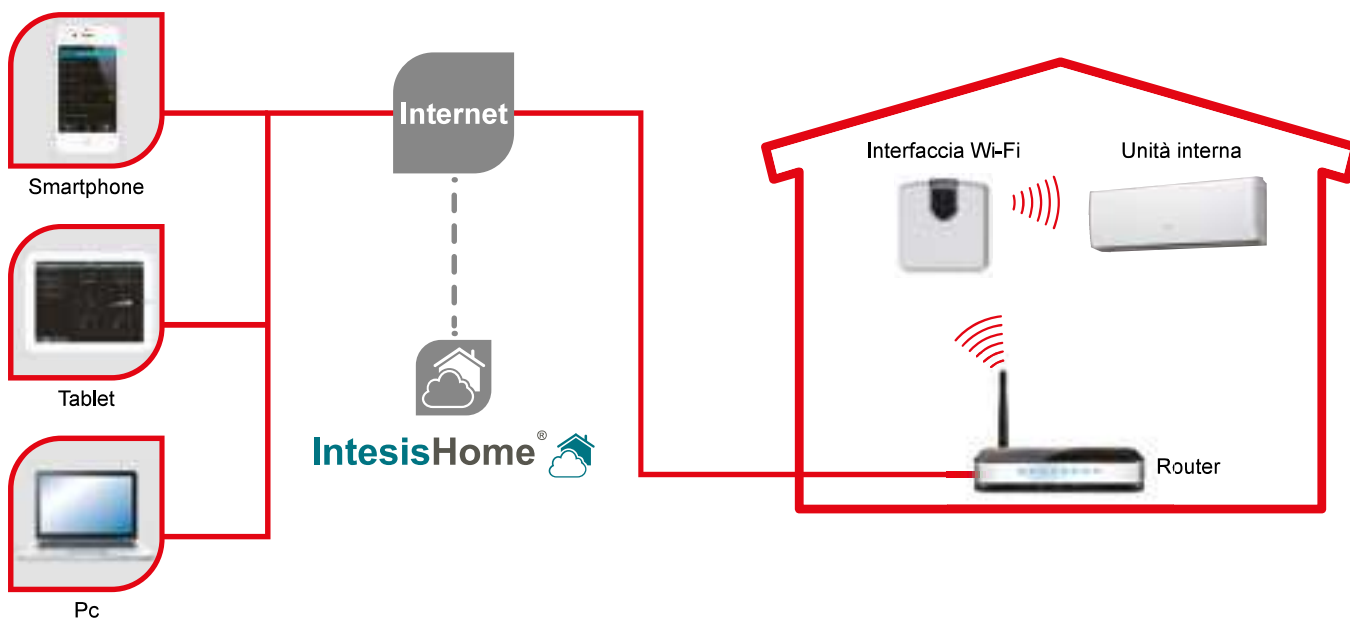 Smartphone
Tablet
Pc
Internet
IntesisHome®
Interfaccia Wi-Fi
Unità interna
Router